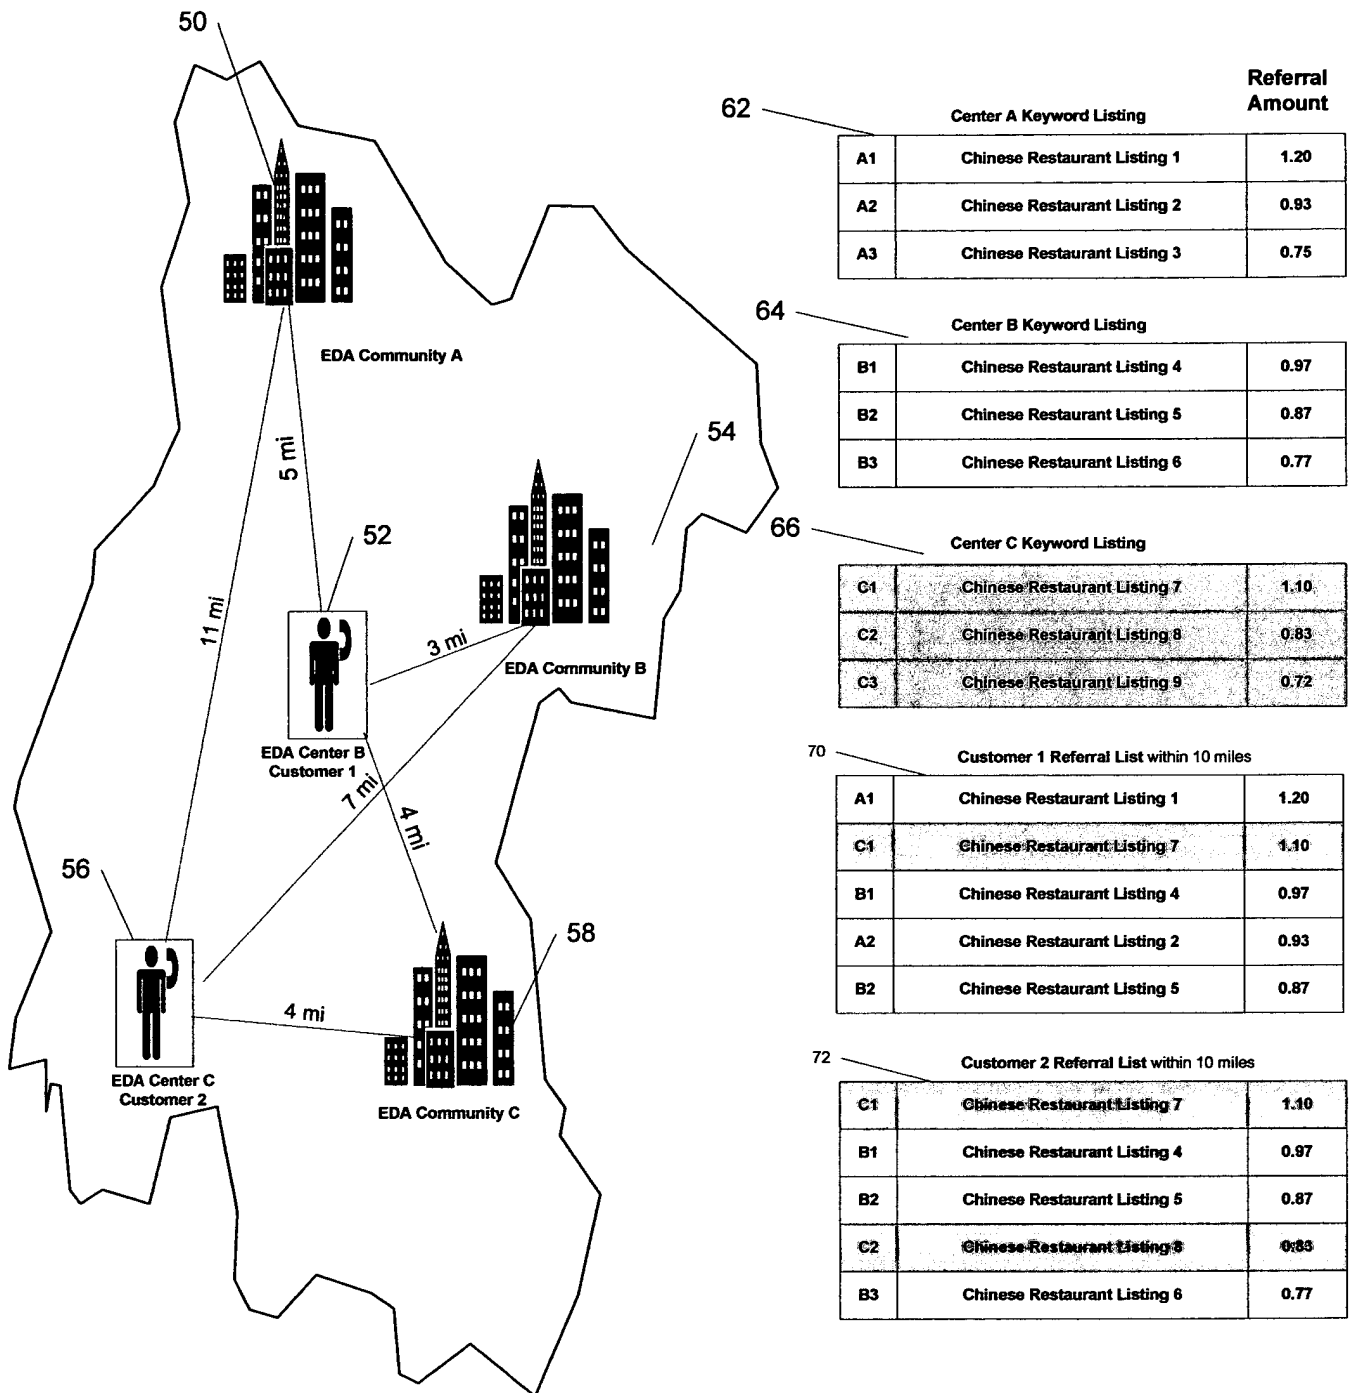 50
EDA Community A
5 mi
11 mi
52
54
3 mi
EDA Community B
EDA Center B
Customer 1
7 mi
4 mi
56
58
4 mi
EDA Center C
Customer 2
EDA Community C
Referral
Amount
62
Center A Keyword Listing
A1 Chinese Restaurant Listing 1 1.20
A2 Chinese Restaurant Listing 2 0.93
A3 Chinese Restaurant Listing 3 0.75
64
Center B Keyword Listing
B1 Chinese Restaurant Listing 4 0.97
B2 Chinese Restaurant Listing 5 0.87
B3 Chinese Restaurant Listing 6 0.77
66
Center C Keyword Listing
C1 Chinese Restaurant Listing 7 1.10
C2 Chinese Restaurant Listing 8 0.83
C3 Chinese Restaurant Listing 9 0.72
70
Customer 1 Referral List within 10 miles
A1 Chinese Restaurant Listing 1 1.20
C1 Chinese Restaurant Listing 7 1.10
B1 Chinese Restaurant Listing 4 0.97
A2 Chinese Restaurant Listing 2 0.93
B2 Chinese Restaurant Listing 5 0.87
72
Customer 2 Referral List within 10 miles
C1 Chinese Restaurant Listing 7 1.10
B1 Chinese Restaurant Listing 4 0.97
B2 Chinese Restaurant Listing 5 0.87
C2 Chinese Restaurant Listing 8 0.83
B3 Chinese Restaurant Listing 6 0.77